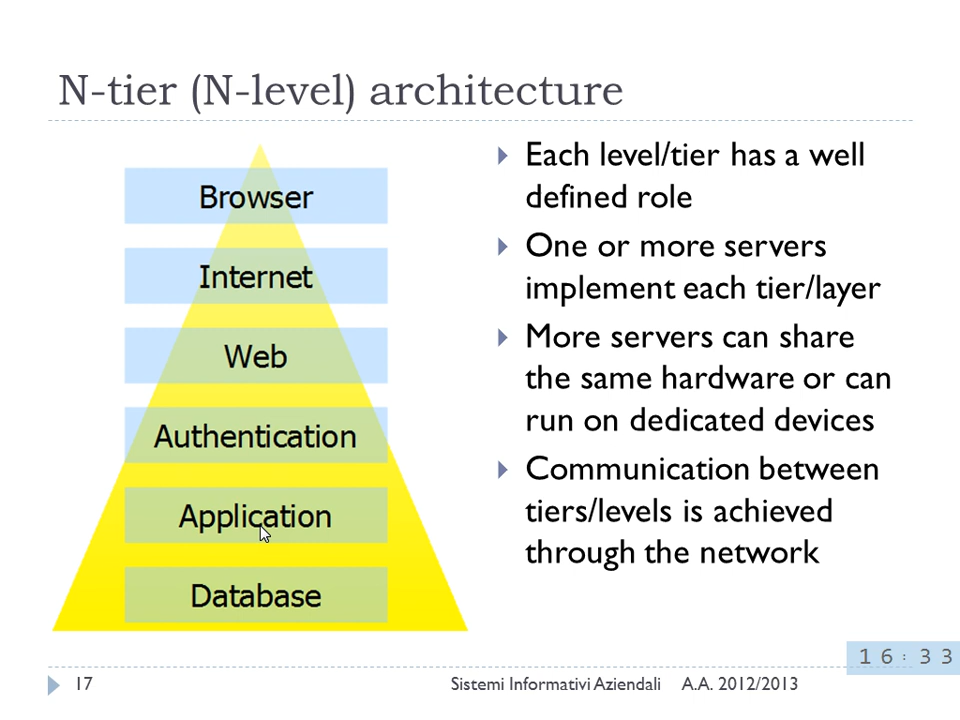 N-tier (N-level) architecture
Browser
Internet
Web
Authentication
Application
Database
Each level/tier has a well
defined role
One or more servers
implement each tier/layer
More servers can share
the same hardware or can
run on dedicated devices
Communication between
tiers/levels is achieved
through the network
16:33
17
Sistemi Informativi Aziendali A.A. 2012/2013